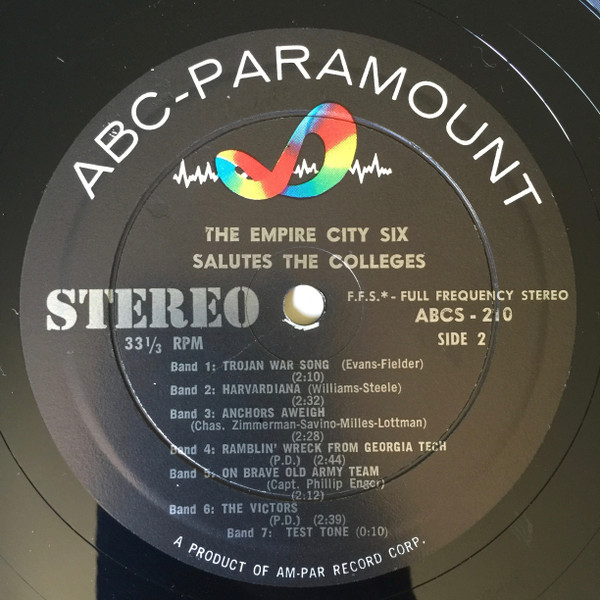 ABC-PARAMOUNT
THE EMPIRE CITY SIX
SALUTES THE COLLEGES
STEREO
F.F.S.* - FULL FREQUENCY STEREO
ABCS - 210
33 1/3 RPM
SIDE 2
Band 1: TROJAN WAR SONG (Evans-Fielder)
(2:10)
Band 2: HARVARDIANA (Williams-Steele)
(2:32)
Band 3: ANCHORS AWEIGH
(Chas. Zimmerman-Savino-Milles-Lottman)
(2:28)
Band 4: RAMBLIN' WRECK FROM GEORGIA TECH
(P.D.) (2:44)
Band 5: ON BRAVE OLD ARMY TEAM
(Capt. Phillip Enger)
(2:12)
Band 6: THE VICTORS
(P.D.) (2:39)
Band 7: TEST TONE (0:10)
A PRODUCT OF AM-PAR RECORD CORP.